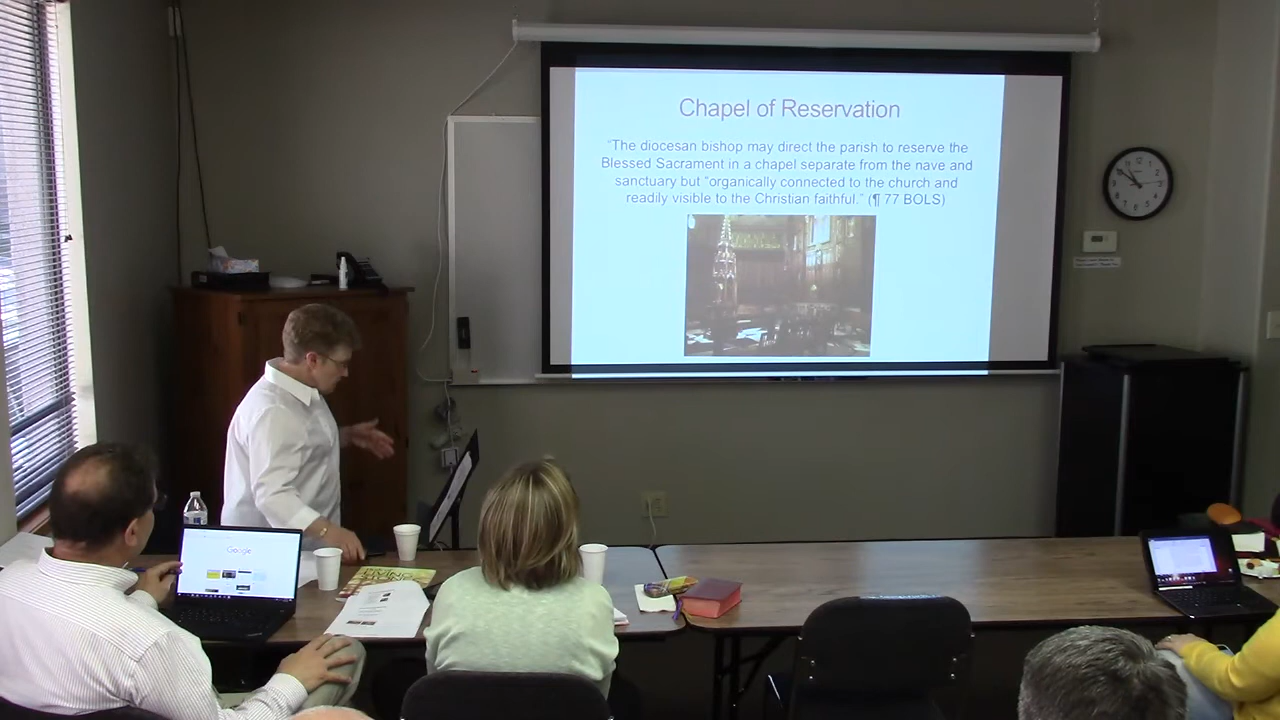 Chapel of Reservation
“The diocesan bishop may direct the parish to reserve the
Blessed Sacrament in a chapel separate from the nave and
sanctuary but “organically connected to the church and
readily visible to the Christian faithful.” (¶ 77 BOLS)
Google